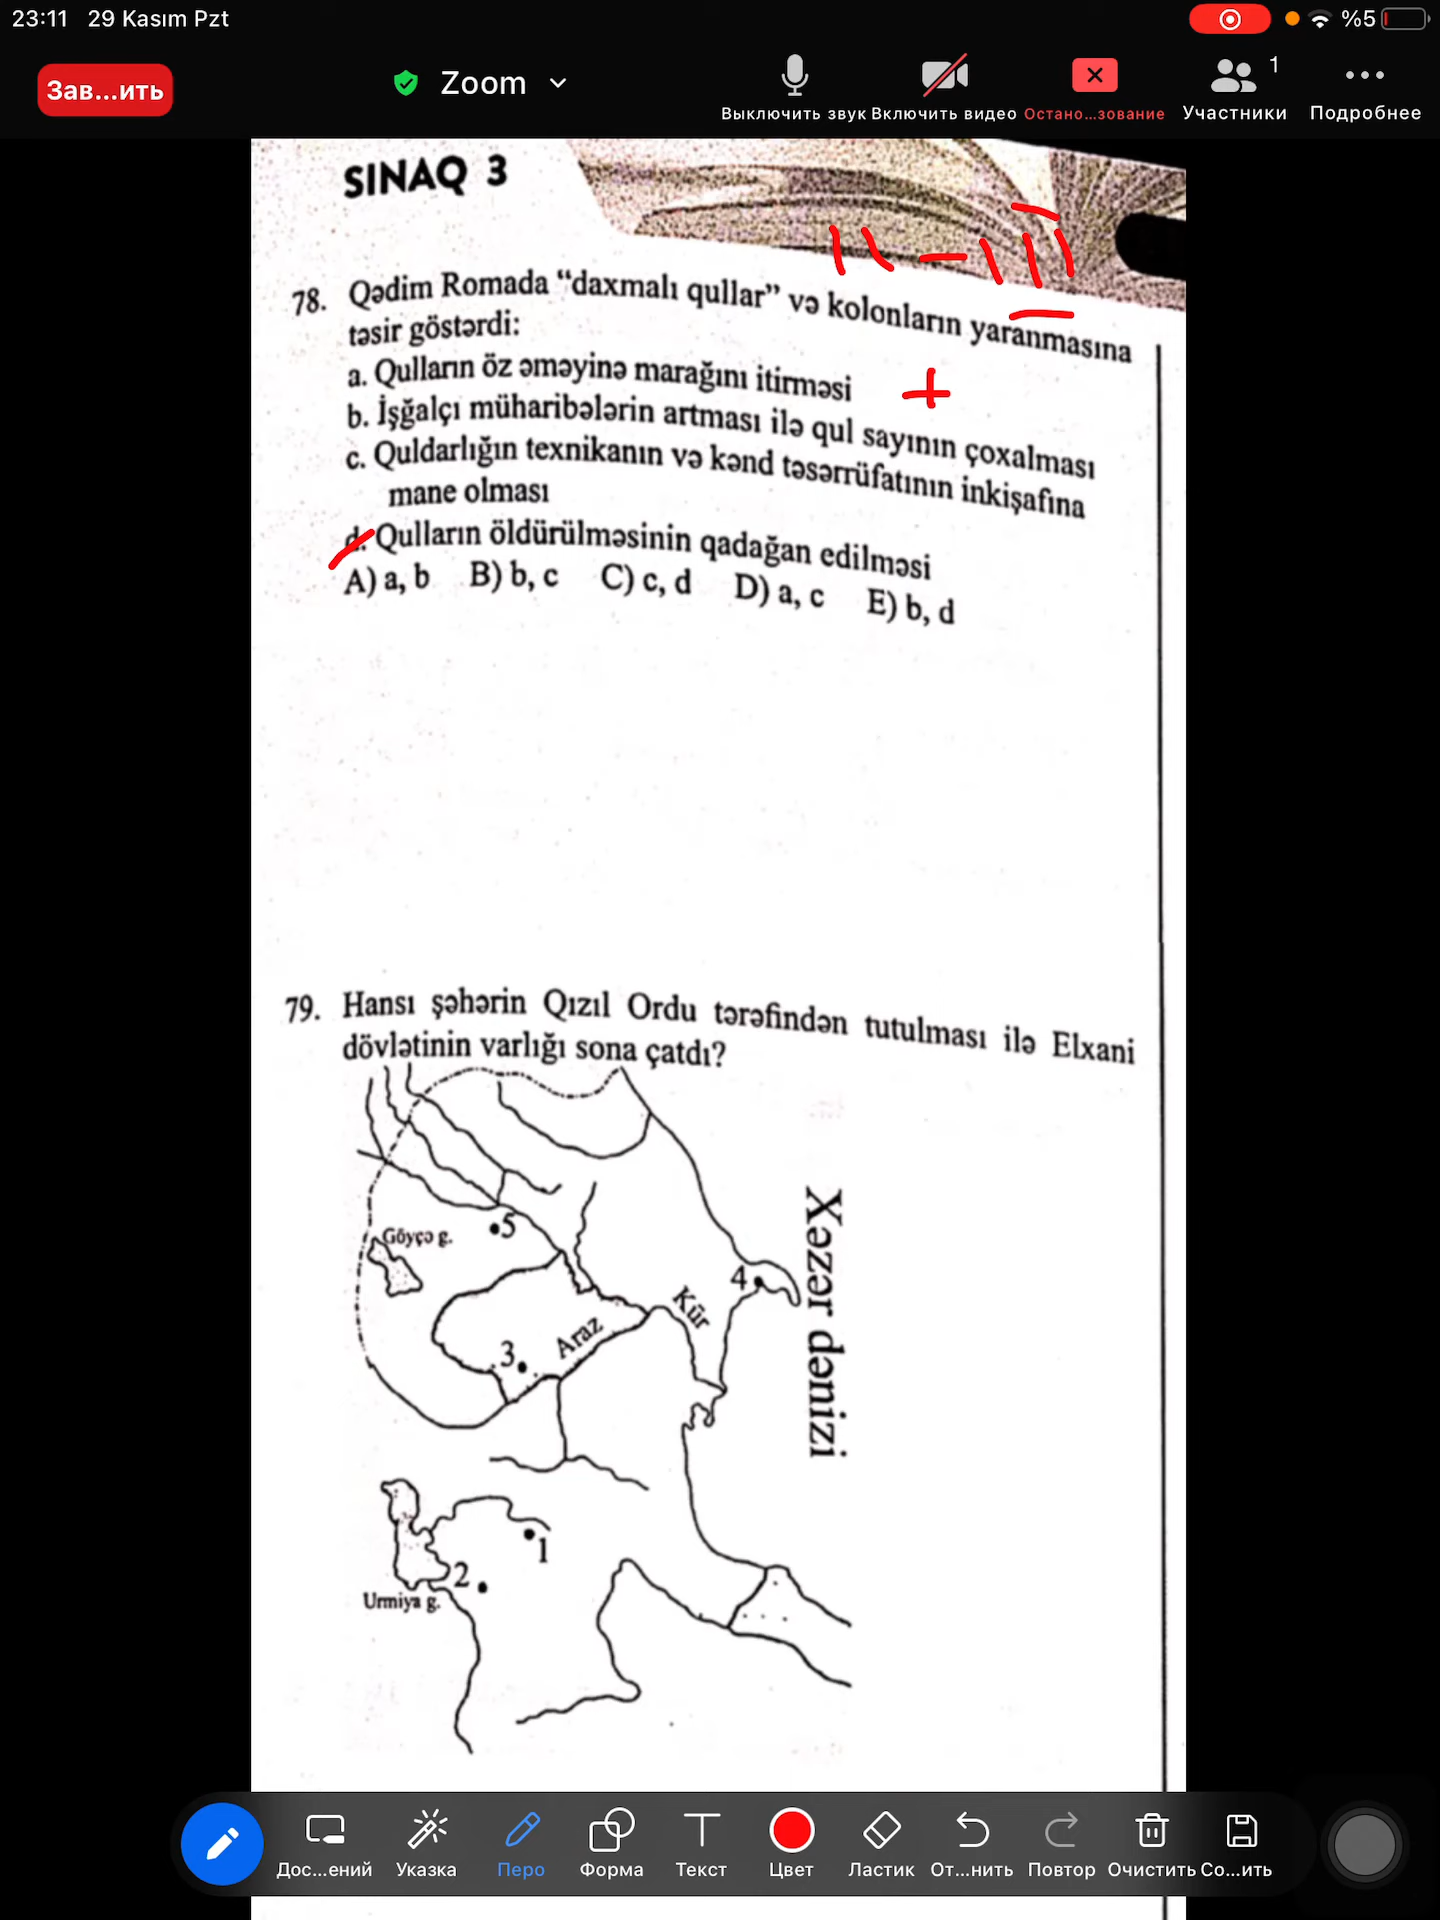 23:11 29 Kasım Pzt
%5
Зав...ить
Zoom
1
Выключить звук
Включить видео
Остано...зование
Участники
Подробнее
SINAQ 3
II - III
78. Qədim Romada “daxmalı qullar” və kolonların yaranmasına
təsir göstərdi:
a. Qulların öz əməyinə marağını itirməsi +
b. İşğalçı müharibələrin artması ilə qul sayının çoxalması
c. Quldarlığın texnikanın və kənd təsərrüfatının inkişafına
mane olması
d. Qulların öldürülməsinin qadağan edilməsi
A) a, b B) b, c C) c, d D) a, c E) b, d
79. Hansı şəhərin Qızıl Ordu tərəfindən tutulması ilə Elxani
dövlətinin varlığı sona çatdı?
Göyçə g.
5
4
Kür
Xəzər dənizi
3
Araz
1
2
Urmiya g.
Дос...ений
Указка
Перо
Форма
Текст
Цвет
Ластик
От...нить
Повтор
Очистить
Со...ить